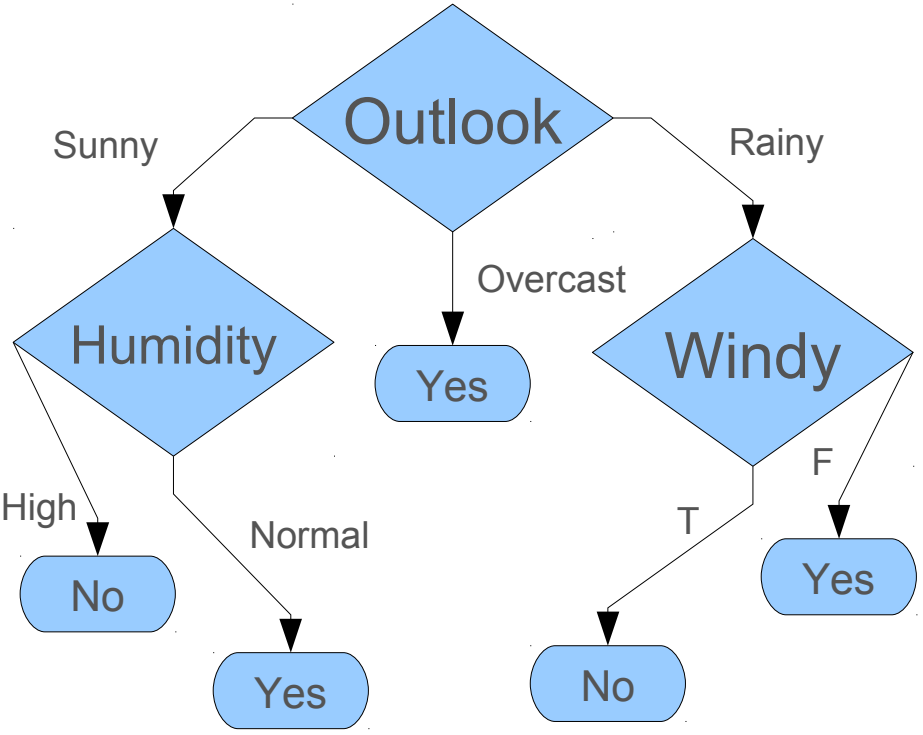 Outlook
Sunny
Rainy
Overcast
Humidity
Windy
Yes
High
F
T
Normal
No
Yes
Yes
No